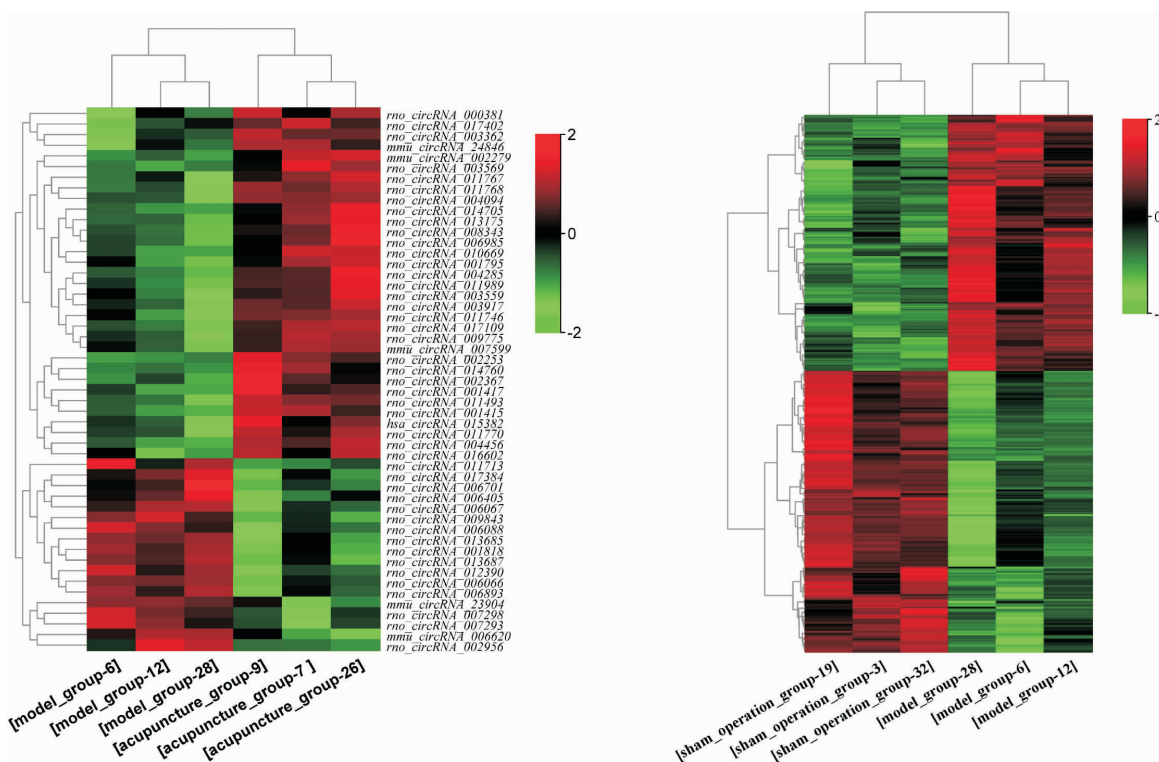 rno_circRNA_000381
rno_circRNA_017402
rno_circRNA_003362
mmu_circRNA_24846
mmu_circRNA_002279
rno_circRNA_003569
rno_circRNA_011767
rno_circRNA_011768
rno_circRNA_004094
rno_circRNA_014705
rno_circRNA_013175
rno_circRNA_008343
rno_circRNA_006985
rno_circRNA_010669
rno_circRNA_001795
rno_circRNA_004285
rno_circRNA_011989
rno_circRNA_003559
rno_circRNA_003917
rno_circRNA_011746
rno_circRNA_017109
rno_circRNA_009775
mmu_circRNA_007599
rno_circRNA_002253
rno_circRNA_014760
rno_circRNA_002367
rno_circRNA_001417
rno_circRNA_011493
rno_circRNA_001415
hsa_circRNA_015382
rno_circRNA_011770
rno_circRNA_004456
rno_circRNA_016602
rno_circRNA_011713
rno_circRNA_017384
rno_circRNA_006701
rno_circRNA_006405
rno_circRNA_006067
rno_circRNA_009843
rno_circRNA_006088
rno_circRNA_013685
rno_circRNA_001818
rno_circRNA_013687
rno_circRNA_012390
rno_circRNA_006066
rno_circRNA_006893
mmu_circRNA_23904
rno_circRNA_007298
rno_circRNA_007293
mmu_circRNA_006620
rno_circRNA_002956
2
0
-2
[model_group-6]
[model_group-12]
[model_group-28]
[acupuncture_group-9]
[acupuncture_group-7 ]
[acupuncture_group-26]
2
0
-
[sham_operation_group-19]
[sham_operation_group-3]
[sham_operation_group-32]
[model_group-28]
[model_group-6]
[model_group-12]